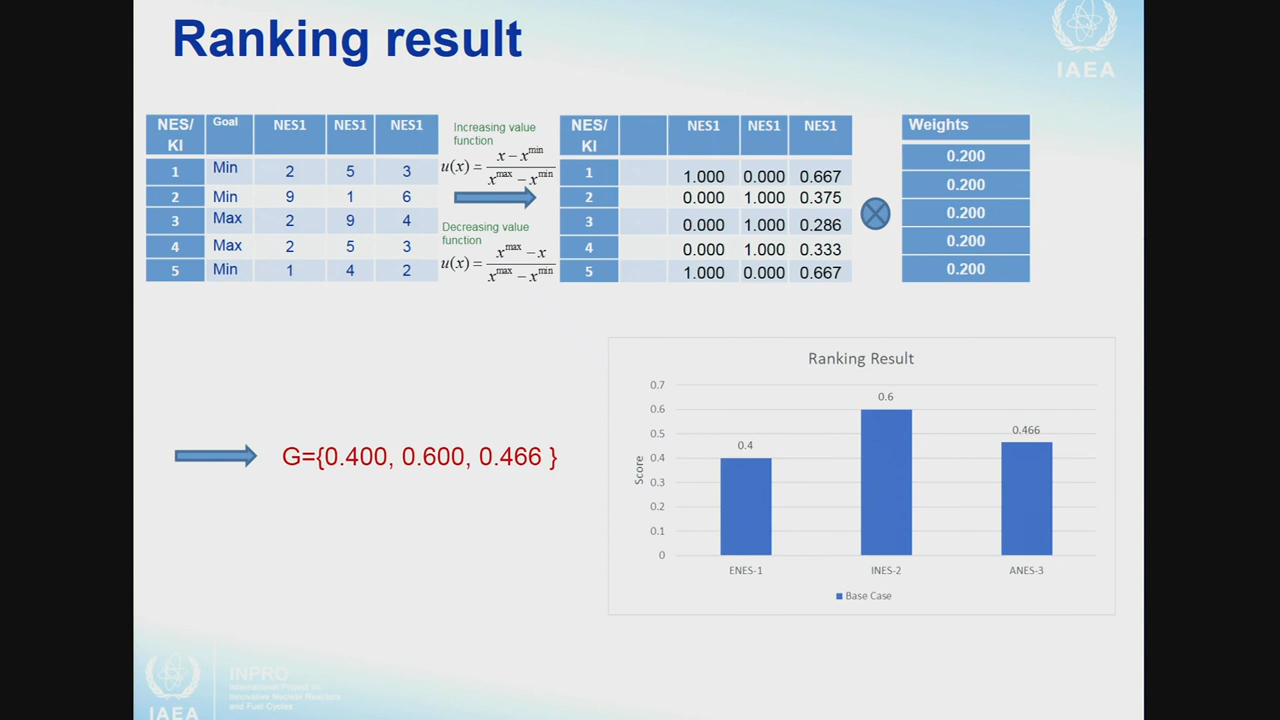 Ranking result
IAEA
NES/ KI Goal NES1 NES1 NES1
1 Min 2 5 3
2 Min 9 1 6
3 Max 2 9 4
4 Max 2 5 3
5 Min 1 4 2
Increasing value
function
u(x) = (x − x^min) / (x^max − x^min)
Decreasing value
function
u(x) = (x^max − x) / (x^max − x^min)
NES/ KI NES1 NES1 NES1
1 1.000 0.000 0.667
2 0.000 1.000 0.375
3 0.000 1.000 0.286
4 0.000 1.000 0.333
5 1.000 0.000 0.667
Weights
0.200
0.200
0.200
0.200
0.200
G={0.400, 0.600, 0.466 }
Ranking Result
Score
0.7
0.6
0.5
0.4
0.3
0.2
0.1
0
0.4
0.6
0.466
ENES-1 INES-2 ANES-3
Base Case
IAEA
INPRO
International Project on
Innovative Nuclear Reactors
and Fuel Cycles